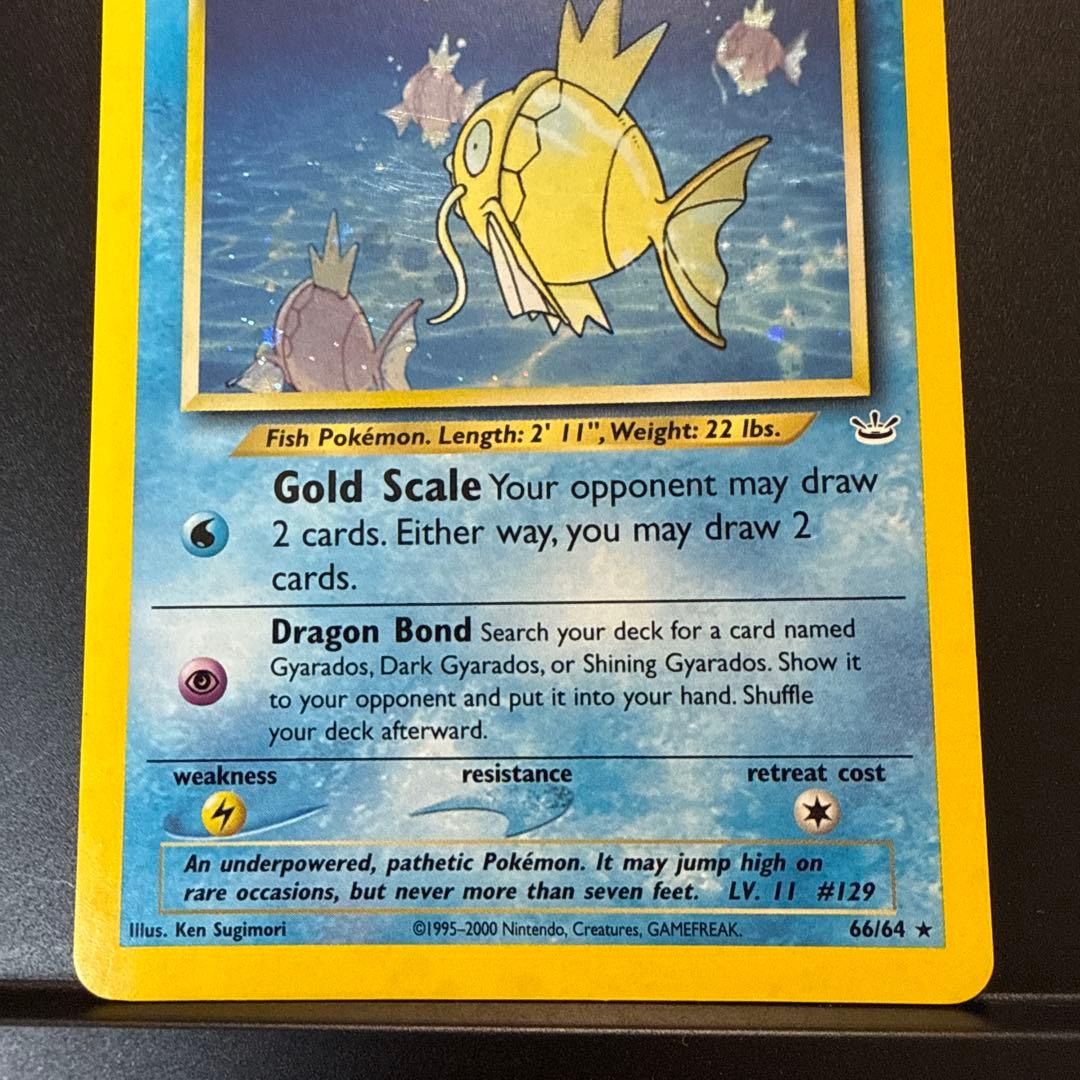 Fish Pokémon. Length: 2' 11", Weight: 22 lbs.
Gold Scale Your opponent may draw
2 cards. Either way, you may draw 2
cards.
Dragon Bond Search your deck for a card named
Gyarados, Dark Gyarados, or Shining Gyarados. Show it
to your opponent and put it into your hand. Shuffle
your deck afterward.
weakness resistance retreat cost
An underpowered, pathetic Pokémon. It may jump high on
rare occasions, but never more than seven feet. LV. 11 #129
Illus. Ken Sugimori ©1995–2000 Nintendo, Creatures, GAMEFREAK. 66/64 ★